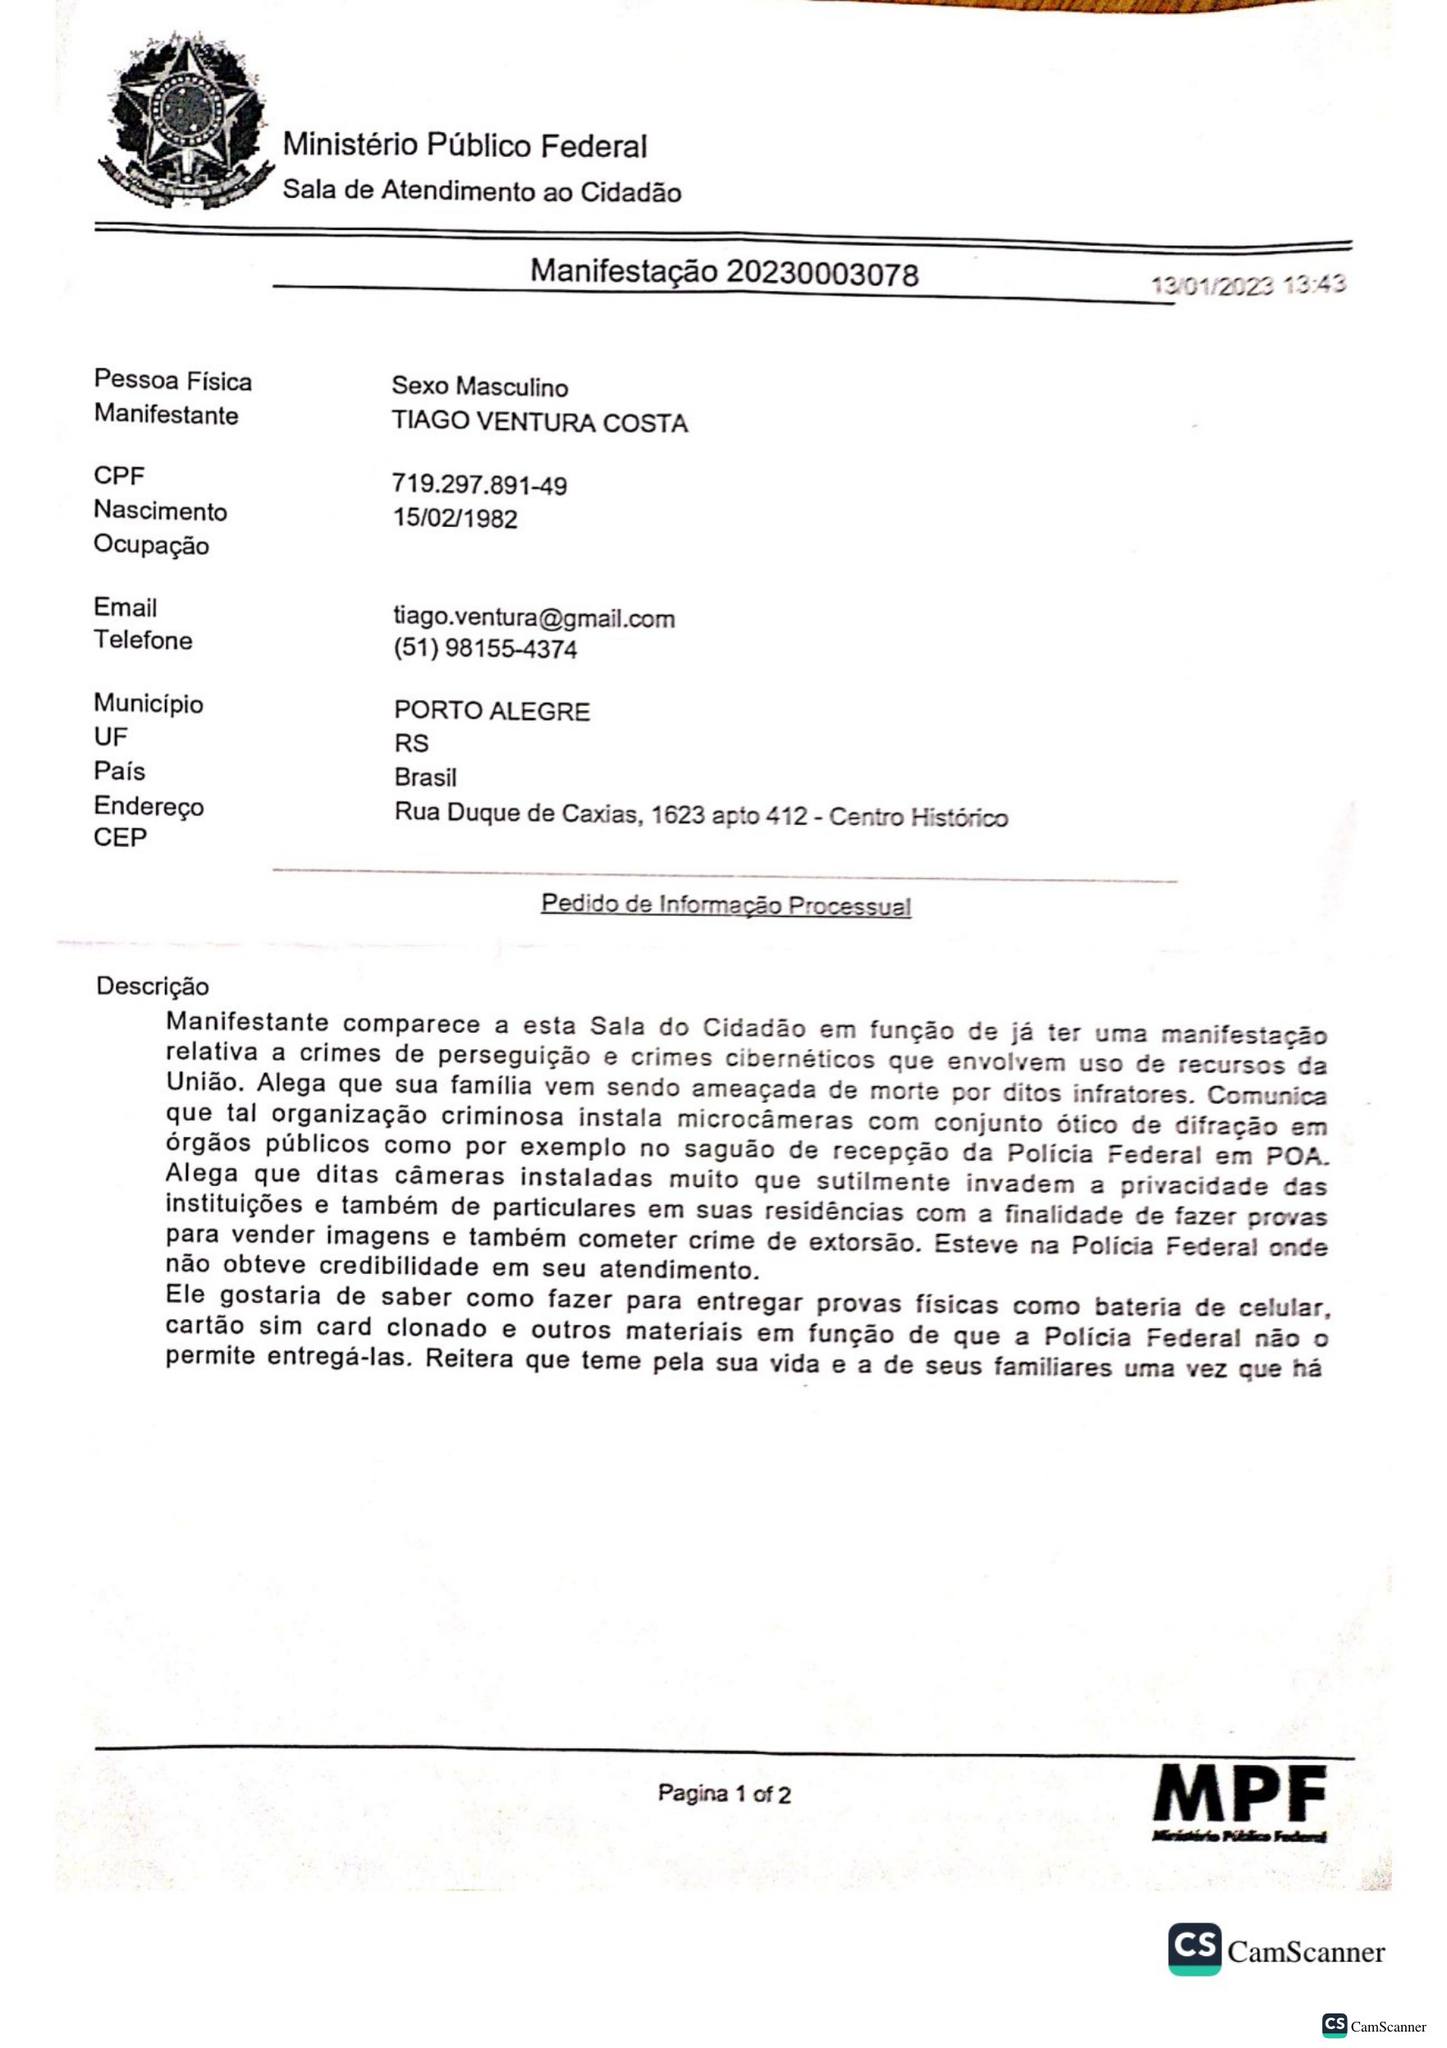 Ministério Público Federal
Sala de Atendimento ao Cidadão
Manifestação 20230003078
13/01/2023 13:43
Pessoa Física Sexo Masculino
Manifestante TIAGO VENTURA COSTA
CPF 719.297.891-49
Nascimento 15/02/1982
Ocupação
Email tiago.ventura@gmail.com
Telefone (51) 98155-4374
Município PORTO ALEGRE
UF RS
País Brasil
Endereço Rua Duque de Caxias, 1623 apto 412 - Centro Histórico
CEP
Pedido de Informação Processual
Descrição
Manifestante comparece a esta Sala do Cidadão em função de já ter uma manifestação
relativa a crimes de perseguição e crimes cibernéticos que envolvem uso de recursos da
União. Alega que sua família vem sendo ameaçada de morte por ditos infratores. Comunica
que tal organização criminosa instala microcâmeras com conjunto ótico de difração em
órgãos públicos como por exemplo no saguão de recepção da Polícia Federal em POA.
Alega que ditas câmeras instaladas muito que sutilmente invadem a privacidade das
instituições e também de particulares em suas residências com a finalidade de fazer provas
para vender imagens e também cometer crime de extorsão. Esteve na Polícia Federal onde
não obteve credibilidade em seu atendimento.
Ele gostaria de saber como fazer para entregar provas físicas como bateria de celular,
cartão sim card clonado e outros materiais em função de que a Polícia Federal não o
permite entregá-las. Reitera que teme pela sua vida e a de seus familiares uma vez que há
Pagina 1 of 2
MPF
Ministério Público Federal
CS CamScanner
CS CamScanner